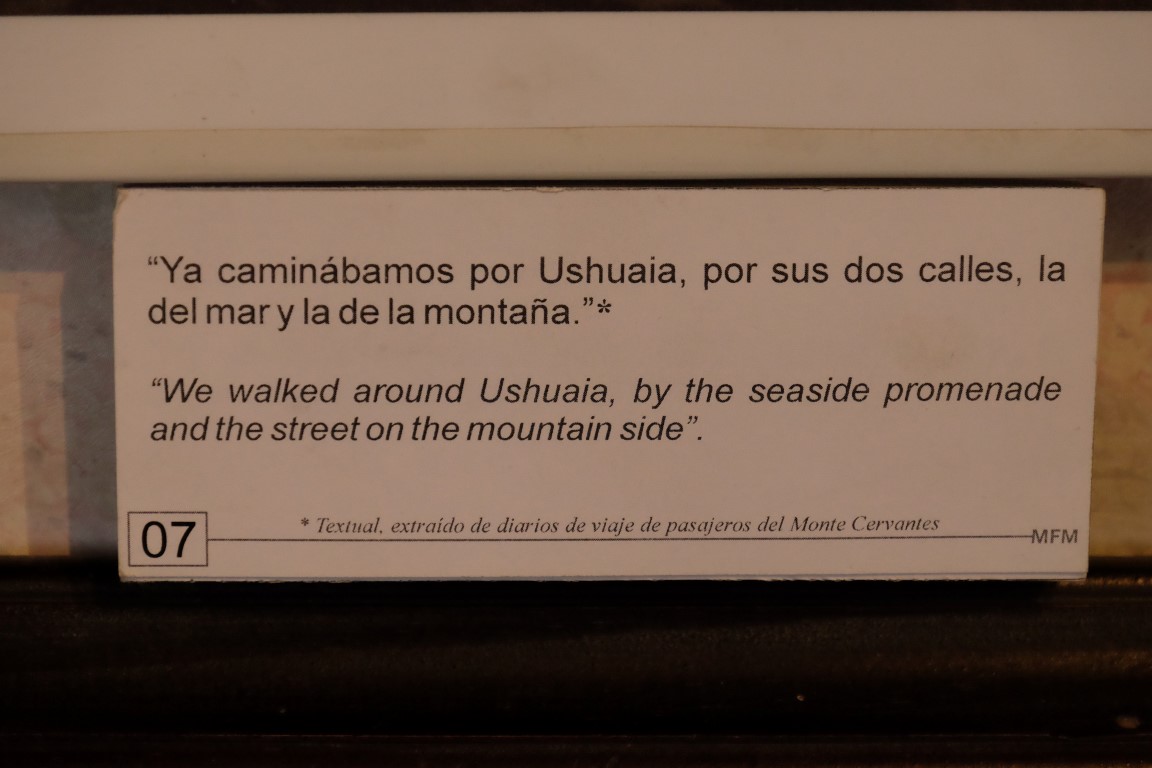 “Ya caminábamos por Ushuaia, por sus dos calles, la
del mar y la de la montaña.”*
“We walked around Ushuaia, by the seaside promenade
and the street on the mountain side”.
* Textual, extraído de diarios de viaje de pasajeros del Monte Cervantes
07
MFM